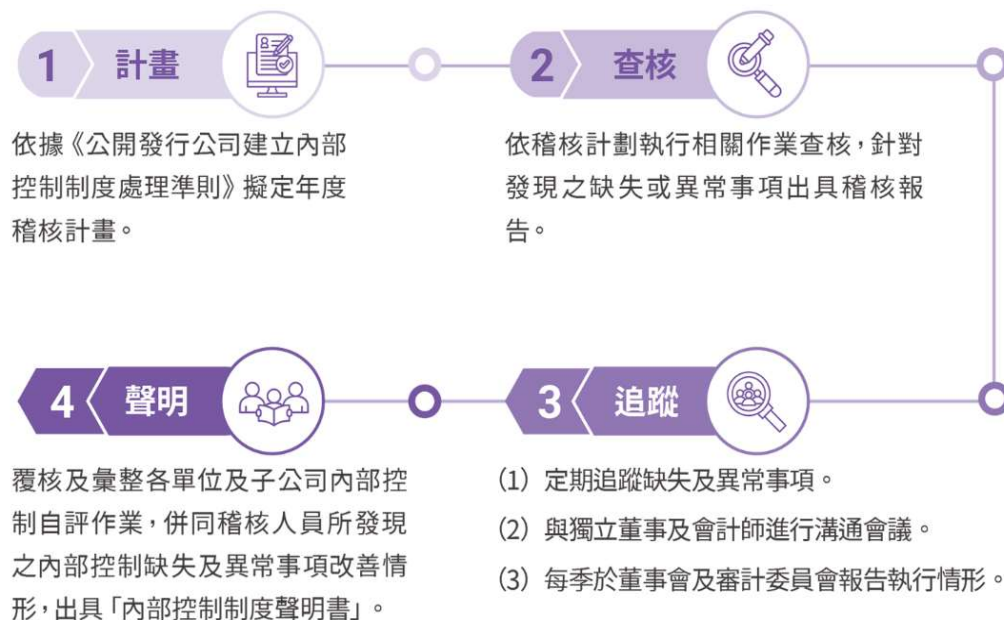 1 計畫
依據《公開發行公司建立內部
控制制度處理準則》擬定年度
稽核計畫。
2 查核
依稽核計劃執行相關作業查核，針對
發現之缺失或異常事項出具稽核報
告。
3 追蹤
(1) 定期追蹤缺失及異常事項。
(2) 與獨立董事及會計師進行溝通會議。
(3) 每季於董事會及審計委員會報告執行情形。
4 聲明
覆核及彙整各單位及子公司內部控
制自評作業，併同稽核人員所發現
之內部控制缺失及異常事項改善情
形，出具「內部控制制度聲明書」。